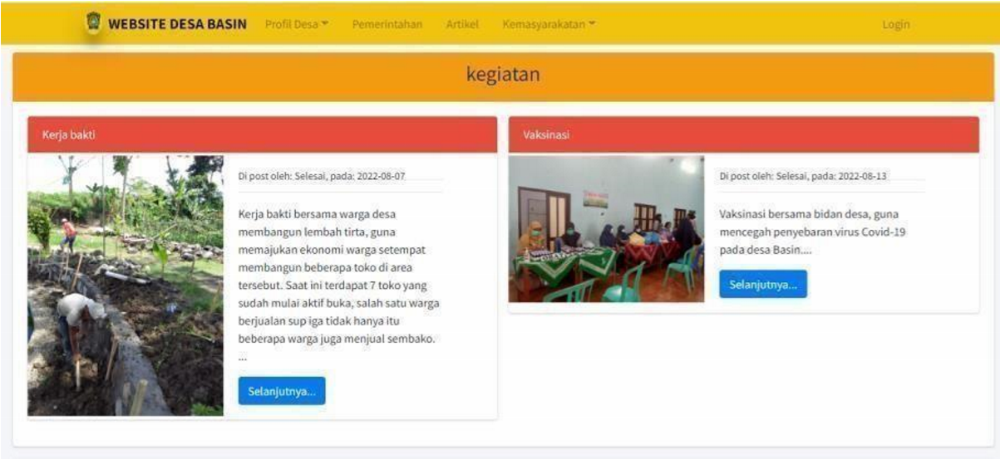 WEBSITE DESA BASIN Profil Desa Pemerintahan Artikel Kemasyarakatan Login
kegiatan
Kerja bakti
Di post oleh: Selesai, pada: 2022-08-07
Kerja bakti bersama warga desa
membangun lembah tirta, guna
memajukan ekonomi warga setempat
membangun beberapa toko di area
tersebut. Saat ini terdapat 7 toko yang
sudah mulai aktif buka, salah satu warga
berjualan sup iga tidak hanya itu
beberapa warga juga menjual sembako.
...
Selanjutnya...
Vaksinasi
Di post oleh: Selesai, pada: 2022-08-13
Vaksinasi bersama bidan desa, guna
mencegah penyebaran virus Covid-19
pada desa Basin....
Selanjutnya...